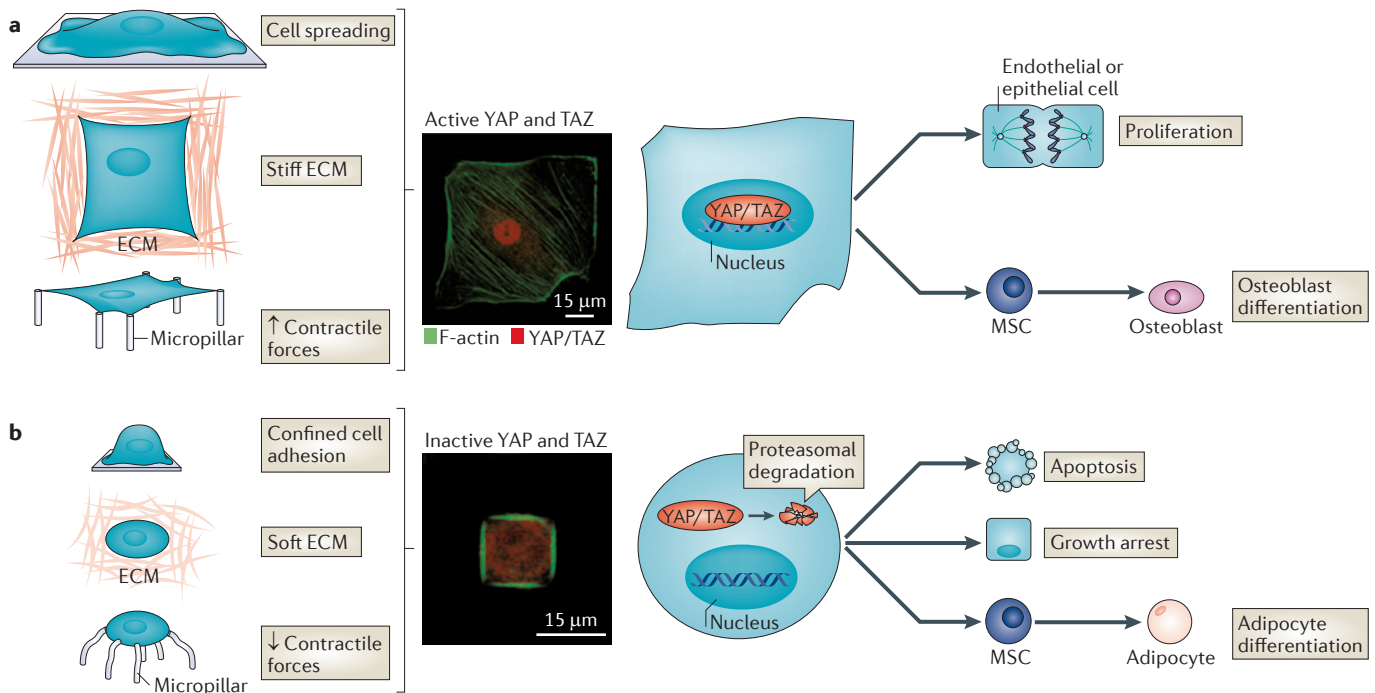 a
Cell spreading
Stiff ECM
ECM
Micropillar
↑ Contractile
forces
Active YAP and TAZ
15 µm
F-actin YAP/TAZ
YAP/TAZ
Nucleus
Endothelial or
epithelial cell
Proliferation
MSC
Osteoblast
Osteoblast
differentiation
b
Confined cell
adhesion
Soft ECM
ECM
↓ Contractile
forces
Micropillar
Inactive YAP and TAZ
15 µm
Proteasomal
degradation
YAP/TAZ
Nucleus
Apoptosis
Growth arrest
MSC
Adipocyte
Adipocyte
differentiation